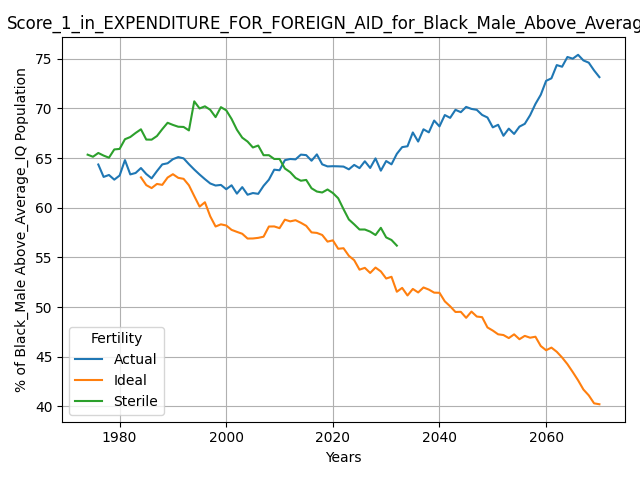 Score_1_in_EXPENDITURE_FOR_FOREIGN_AID_for_Black_Male_Above_Averag
% of Black_Male Above_Average_IQ Population
75
70
65
60
55
50
45
40
Fertility
Actual
Ideal
Sterile
1980 2000 2020 2040 2060
Years